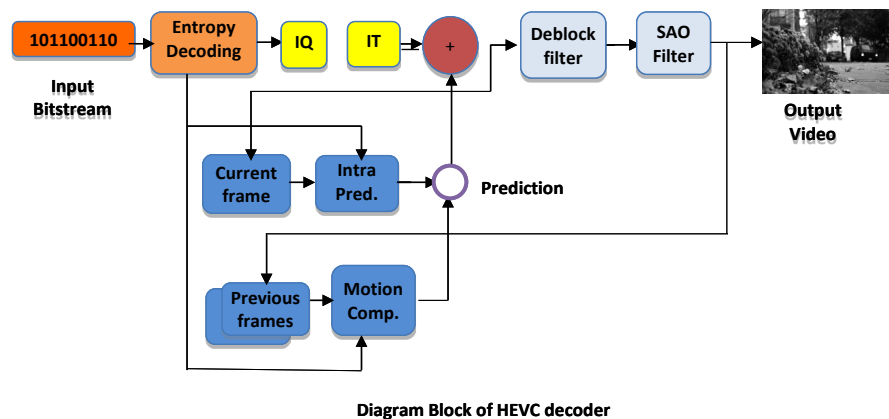 101100110
Input
Bitstream
Entropy
Decoding
IQ
IT
+
Deblock
filter
SAO
Filter
Output
Video
Current
frame
Intra
Pred.
Prediction
Previous
frames
Motion
Comp.
Diagram Block of HEVC decoder